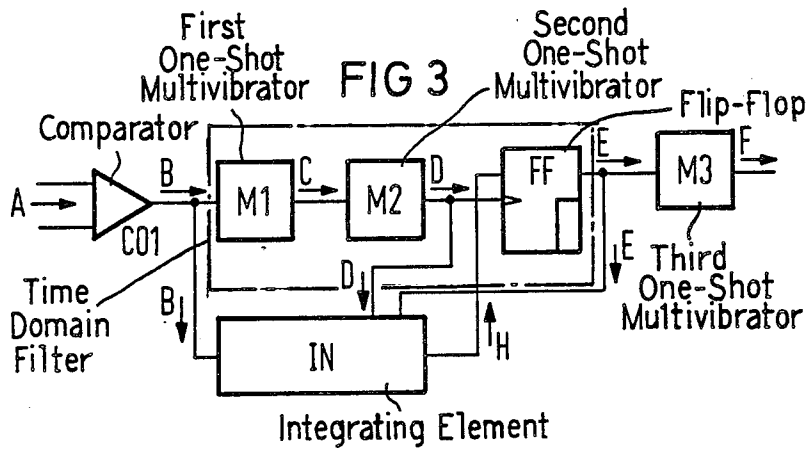 First
One-Shot
Multivibrator
FIG 3
Second
One-Shot
Multivibrator
Flip-Flop
Comparator
A
B
C01
M1
C
M2
D
FF
E
M3
F
Time
Domain
Filter
B
D
E
H
IN
Third
One-Shot
Multivibrator
Integrating Element